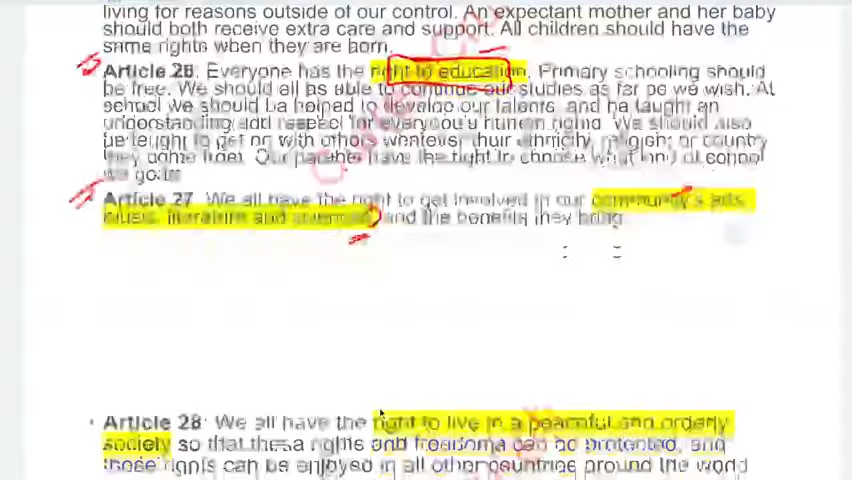 living for reasons outside of our control. An expectant mother and her baby
should both receive extra care and support. All children should have the
same rights when they are born.
Article 26: Everyone has the right to education. Primary schooling should
be free. We should all be able to continue our studies as far as we wish. At
school we should be helped to develop our talents, and be taught an
understanding and respect for everyone's human rights. We should also
be taught to get on with others whatever their ethnicity, religion, or country
they come from. Our parents have the right to choose what kind of school
we go to.
Article 27: We all have the right to get involved in our community's arts,
music, literature and sciences, and the benefits they bring.
Article 28: We all have the right to live in a peaceful and orderly
society so that these rights and freedoms can be protected, and
these rights can be enjoyed in all other countries around the world